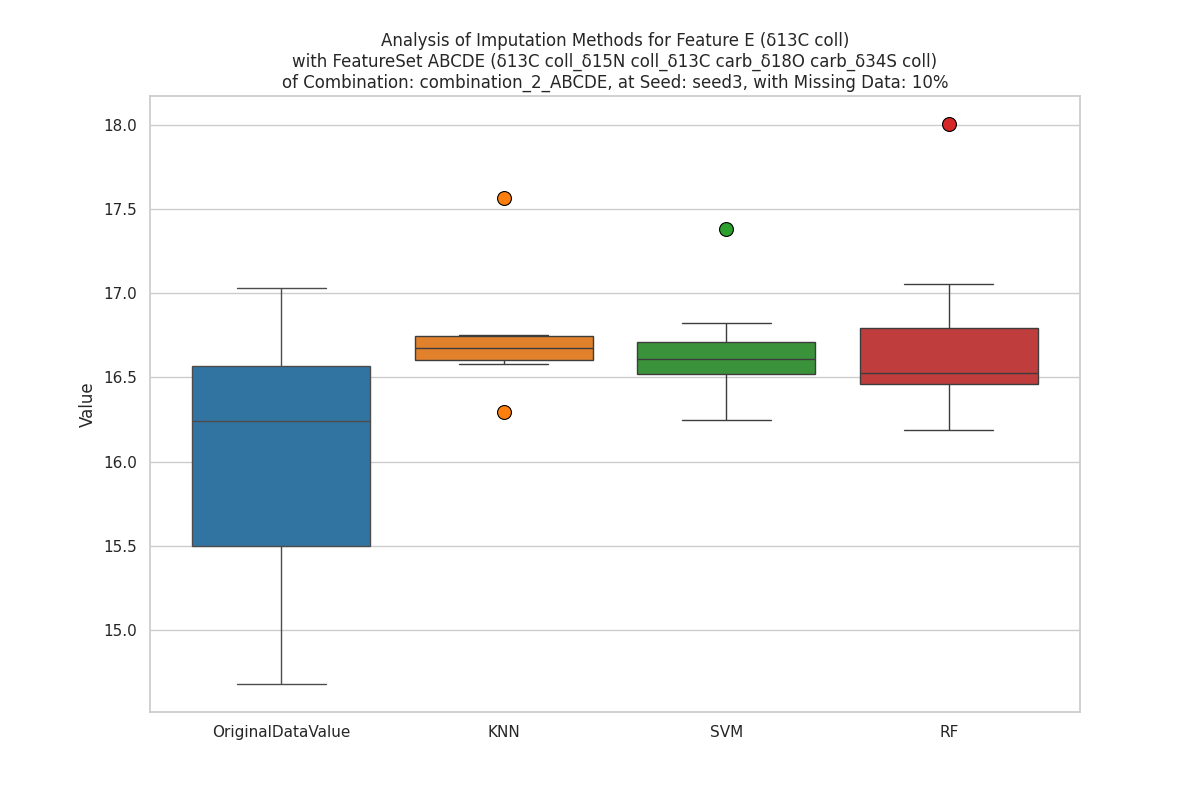 Analysis of Imputation Methods for Feature E (δ13C coll)
with FeatureSet ABCDE (δ13C coll_δ15N coll_δ13C carb_δ18O carb_δ34S coll)
of Combination: combination_2_ABCDE, at Seed: seed3, with Missing Data: 10%
18.0
17.5
17.0
16.5
16.0
15.5
15.0
Value
OriginalDataValue
KNN
SVM
RF